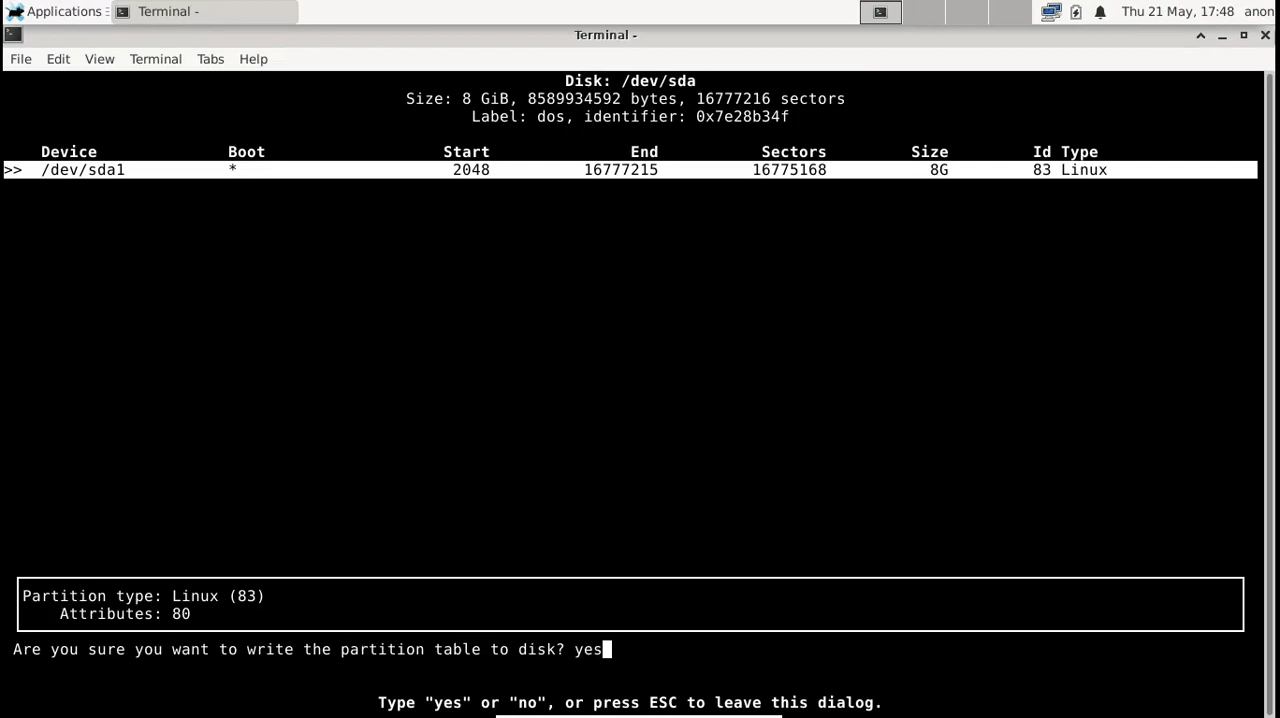 Applications Terminal - Thu 21 May, 17:48 anon
Terminal -
File Edit View Terminal Tabs Help
Disk: /dev/sda
Size: 8 GiB, 8589934592 bytes, 16777216 sectors
Label: dos, identifier: 0x7e28b34f
Device Boot Start End Sectors Size Id Type
>> /dev/sda1 * 2048 16777215 16775168 8G 83 Linux
Partition type: Linux (83)
Attributes: 80
Are you sure you want to write the partition table to disk? yes
Type "yes" or "no", or press ESC to leave this dialog.